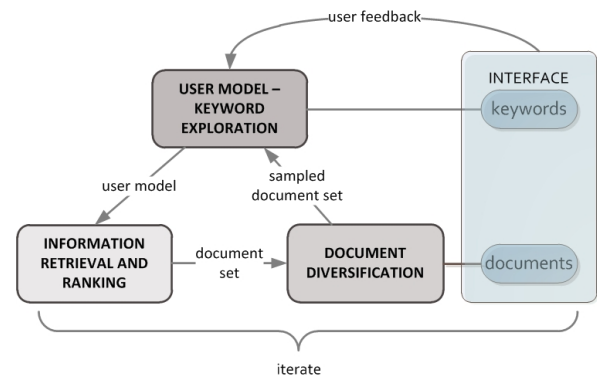 user feedback
INTERFACE
USER MODEL –
KEYWORD
EXPLORATION
keywords
user model
sampled
document set
INFORMATION
RETRIEVAL AND
RANKING
document
set
DOCUMENT
DIVERSIFICATION
documents
iterate